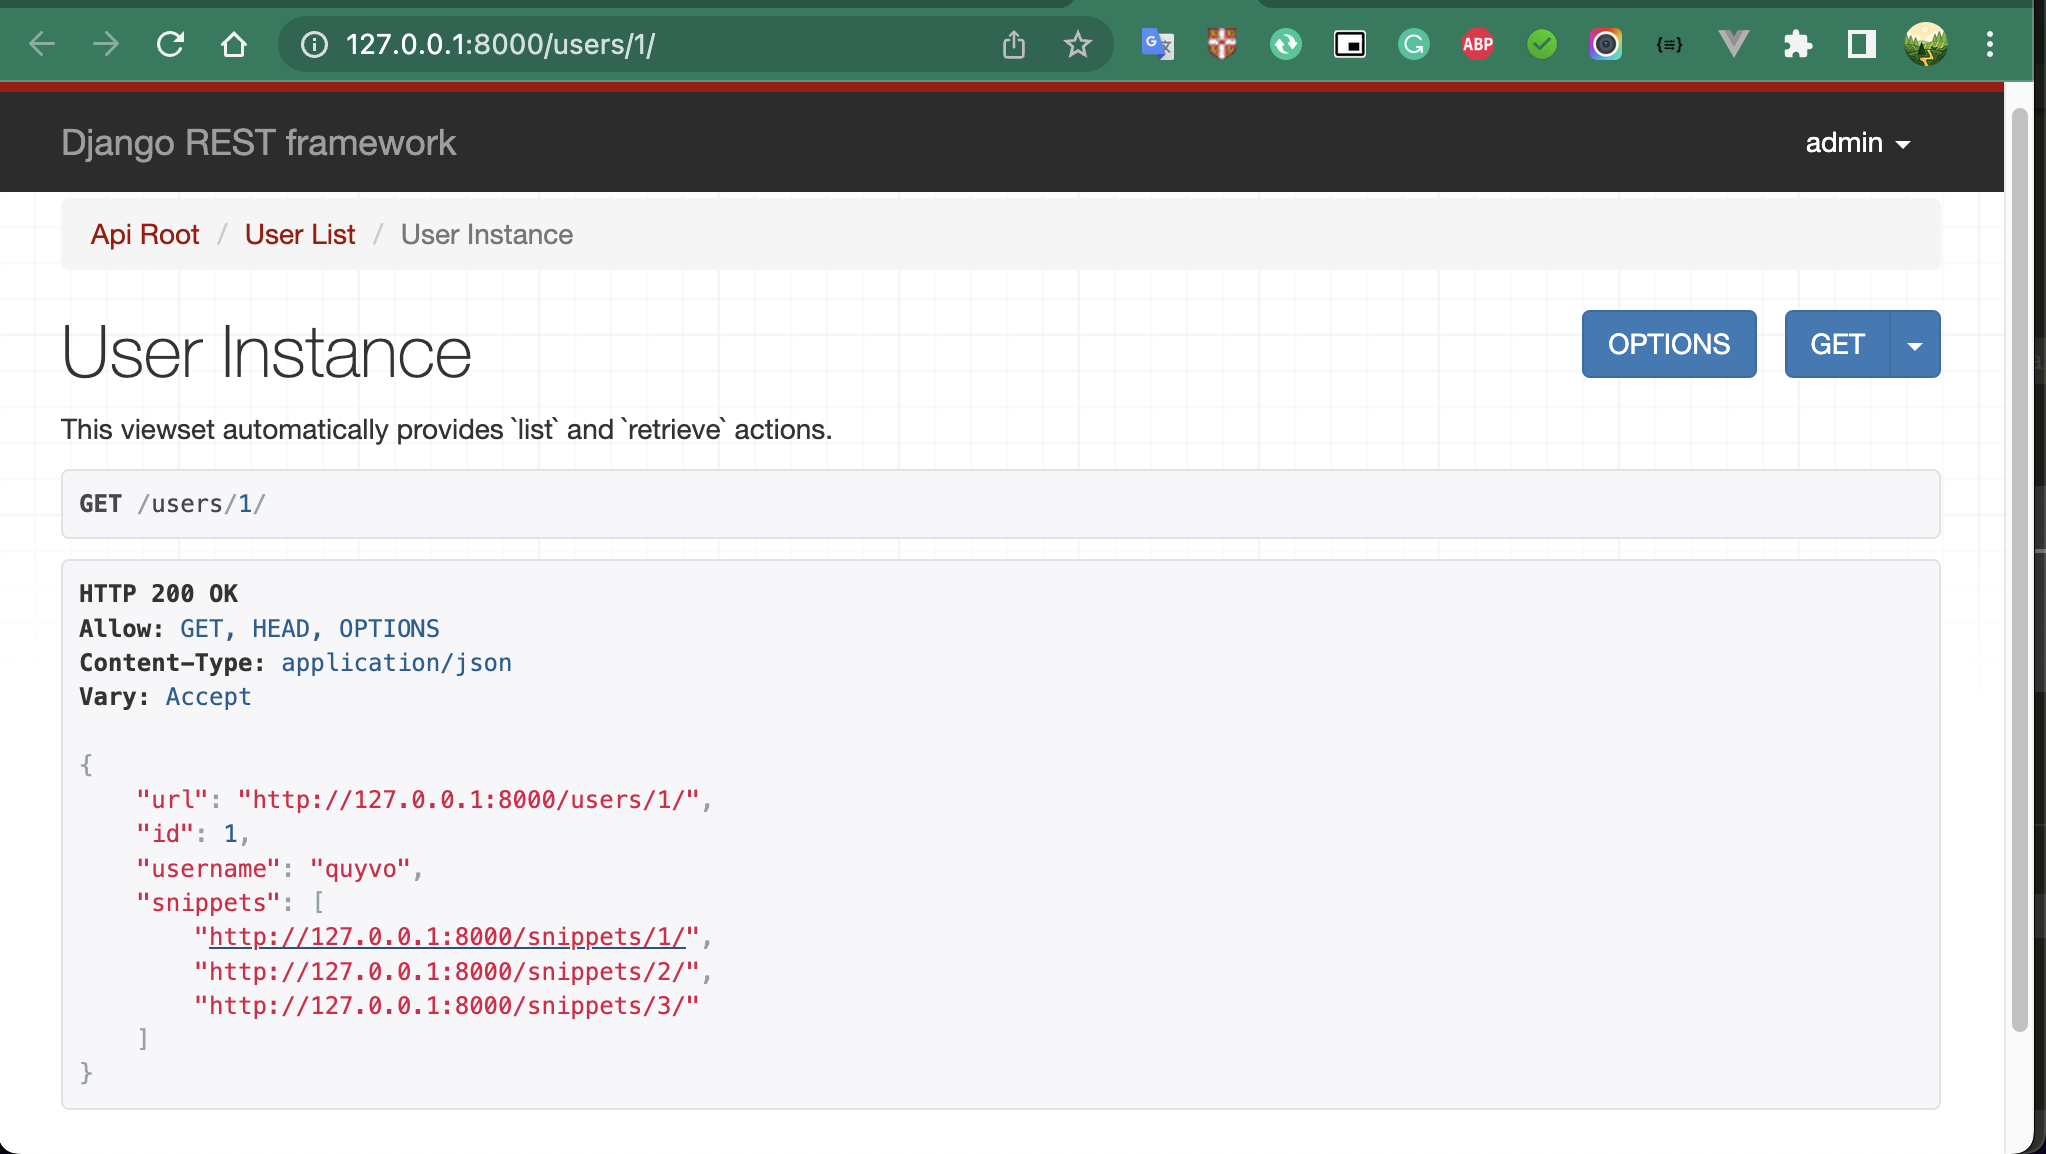 127.0.0.1:8000/users/1/
G
G
ABP
{≡}
Django REST framework
admin
Api Root / User List / User Instance
User Instance
OPTIONS
GET
This viewset automatically provides `list` and `retrieve` actions.
GET /users/1/
HTTP 200 OK
Allow: GET, HEAD, OPTIONS
Content-Type: application/json
Vary: Accept
{
    "url": "http://127.0.0.1:8000/users/1/",
    "id": 1,
    "username": "quyvo",
    "snippets": [
        "http://127.0.0.1:8000/snippets/1/",
        "http://127.0.0.1:8000/snippets/2/",
        "http://127.0.0.1:8000/snippets/3/"
    ]
}